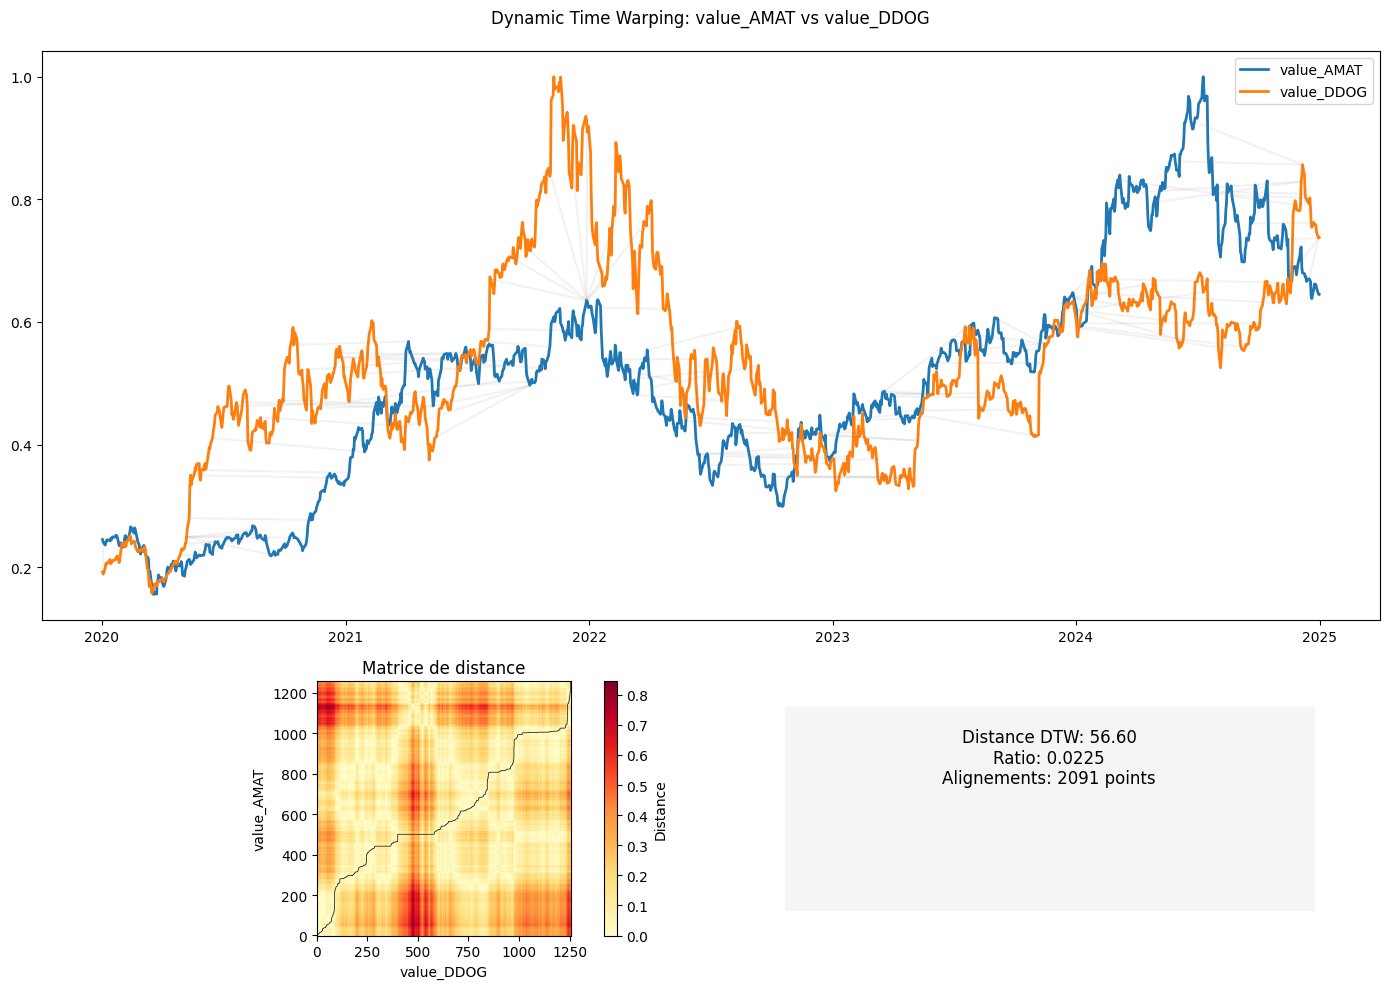 Dynamic Time Warping: value_AMAT vs value_DDOG
value_AMAT
value_DDOG
1.0
0.8
0.6
0.4
0.2
2020 2021 2022 2023 2024 2025
Matrice de distance
value_AMAT
1200
1000
800
600
400
200
0
0 250 500 750 1000 1250
value_DDOG
0.8
0.7
0.6
0.5
0.4
0.3
0.2
0.1
0.0
Distance
Distance DTW: 56.60
Ratio: 0.0225
Alignements: 2091 points